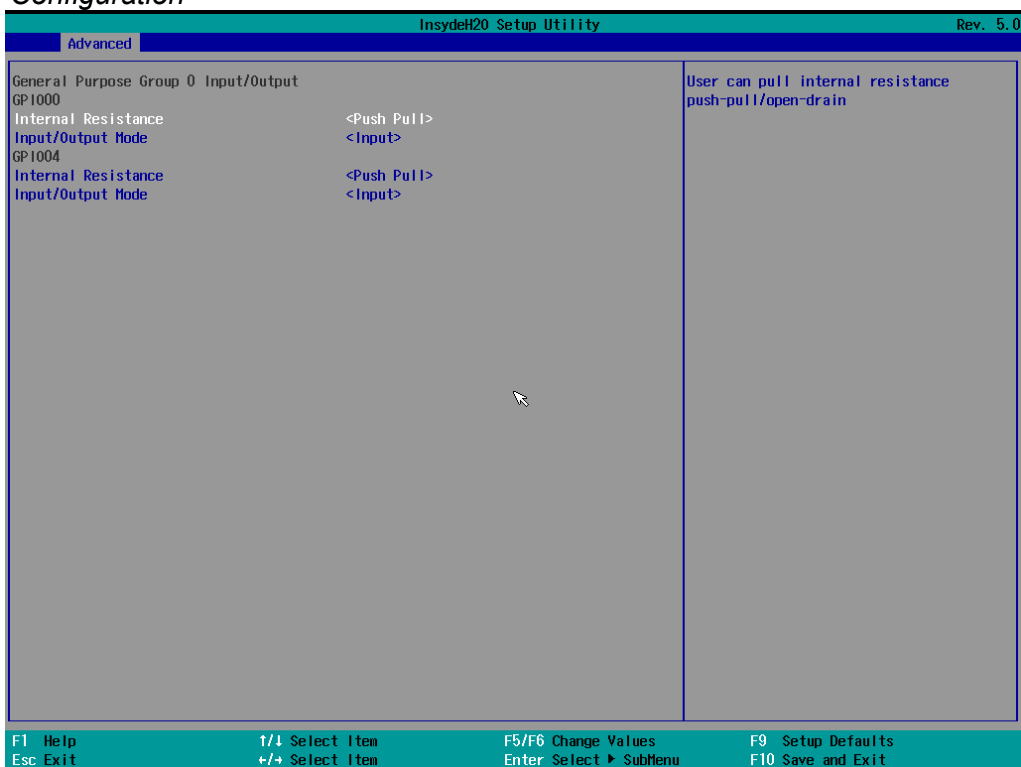 Configuration
InsydeH20 Setup Utility Rev. 5.0
Advanced
General Purpose Group 0 Input/Output
GPIO00
Internal Resistance <Push Pull>
Input/Output Mode <Input>
GPIO04
Internal Resistance <Push Pull>
Input/Output Mode <Input>
User can pull internal resistance
push-pull/open-drain
F1 Help ↑/↓ Select Item F5/F6 Change Values F9 Setup Defaults
Esc Exit ←/→ Select Item Enter Select ▶ SubMenu F10 Save and Exit